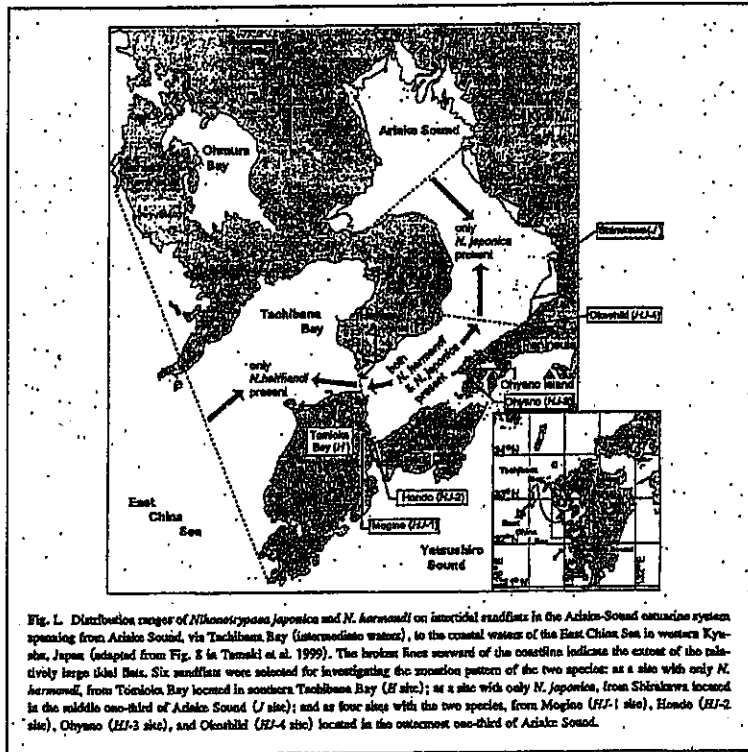 Ariake Sound
Ohmura
Bay
only
N. japonica
present
Shirakawa (J)
Tachibana
Bay
Okoshiki (HJ-4)
both
N. harmandi
& N. japonica
present
only
N. harmandi
present
Ohyano Island
Ohyano (HJ-3)
Tomioka
Bay (H)
Hondo (HJ-2)
East
China
Sea
Mogine (HJ-1)
Yatsushiro
Sound
Tachibana
East
China
Fig. 1. Distribution ranges of Nihonotrypaea japonica and N. harmandi on intertidal sandflats in the Ariake-Sound estuarine system
spanning from Ariake Sound, via Tachibana Bay (intermediate waters), to the coastal waters of the East China Sea in western Kyu-
shu, Japan (adapted from Fig. 8 in Tamaki et al. 1999). The broken lines seaward of the coastline indicate the extent of the rela-
tively large tidal flats. Six sandflats were selected for investigating the zonation pattern of the two species: as a site with only N.
harmandi, from Tomioka Bay located in southern Tachibana Bay (H site); as a site with only N. japonica, from Shirakawa located
in the middle one-third of Ariake Sound (J site); and as four sites with the two species, from Mogine (HJ-1 site), Hondo (HJ-2
site), Ohyano (HJ-3 site), and Okoshiki (HJ-4 site) located in the outermost one-third of Ariake Sound.